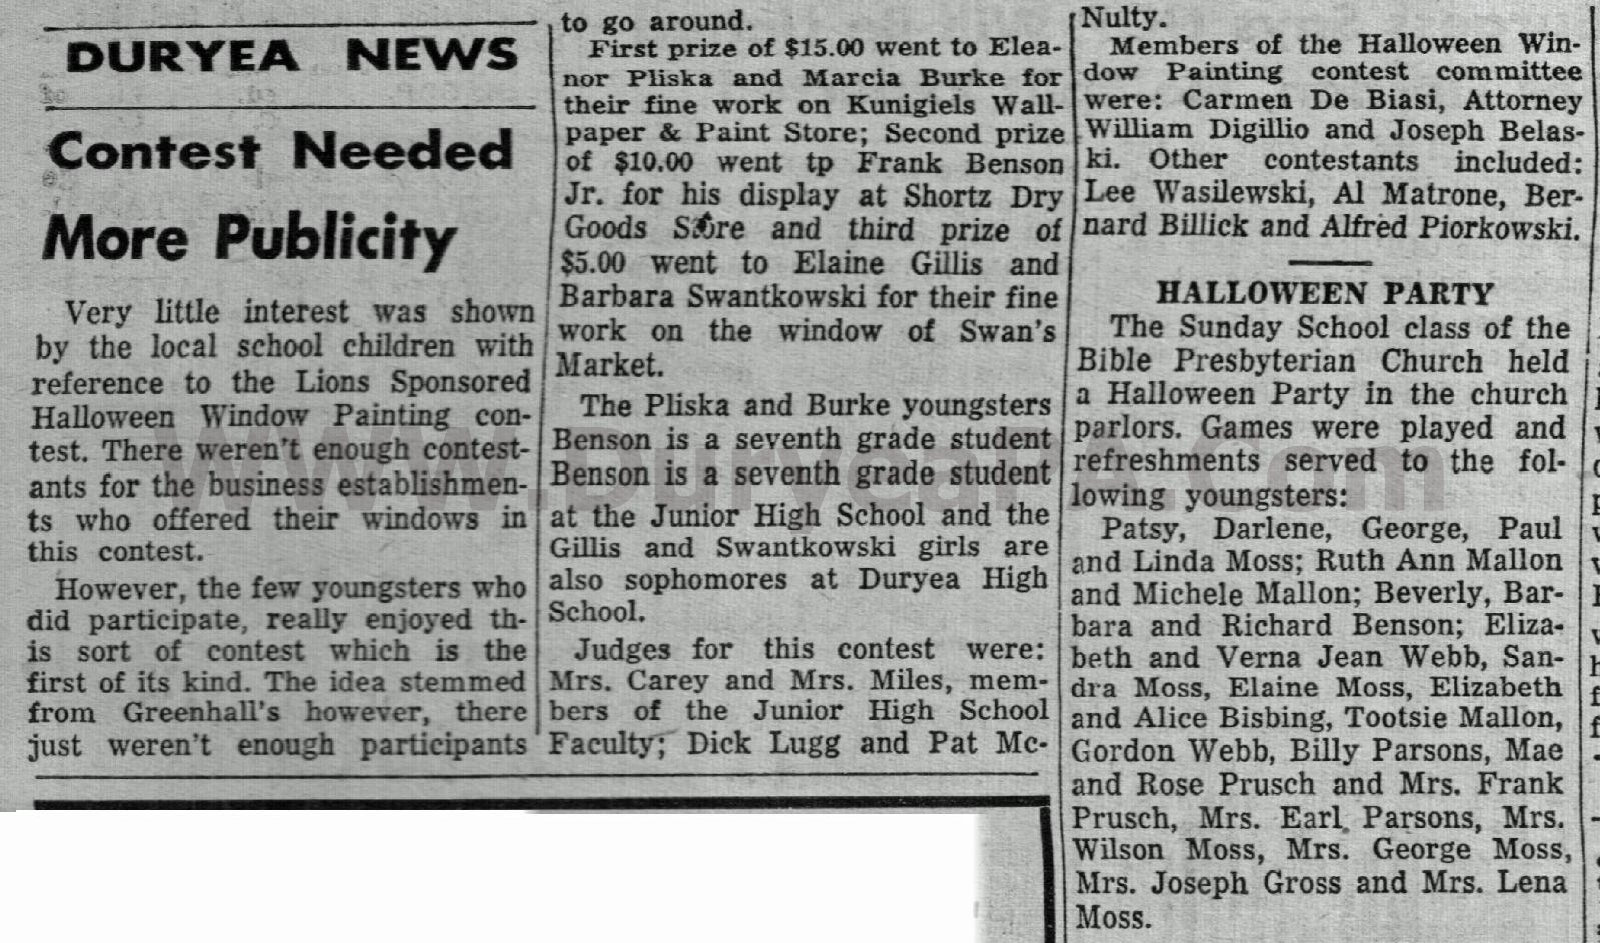 DURYEA NEWS
Contest Needed
More Publicity
Very little interest was shown
by the local school children with
reference to the Lions Sponsored
Halloween Window Painting con-
test. There weren't enough contest-
ants for the business establishmen-
ts who offered their windows in
this contest.
However, the few youngsters who
did participate, really enjoyed th-
is sort of contest which is the
first of its kind. The idea stemmed
from Greenhall's however, there
just weren't enough participants
to go around.
First prize of $15.00 went to Elea-
nor Pliska and Marcia Burke for
their fine work on Kunigiels Wall-
paper & Paint Store; Second prize
of $10.00 went tp Frank Benson
Jr. for his display at Shortz Dry
Goods Store and third prize of
$5.00 went to Elaine Gillis and
Barbara Swantkowski for their fine
work on the window of Swan's
Market.
The Pliska and Burke youngsters
Benson is a seventh grade student
Benson is a seventh grade student
at the Junior High School and the
Gillis and Swantkowski girls are
also sophomores at Duryea High
School.
Judges for this contest were:
Mrs. Carey and Mrs. Miles, mem-
bers of the Junior High School
Faculty; Dick Lugg and Pat Mc-
Nulty.
Members of the Halloween Win-
dow Painting contest committee
were: Carmen De Biasi, Attorney
William Digillio and Joseph Belas-
ki. Other contestants included:
Lee Wasilewski, Al Matrone, Ber-
nard Billick and Alfred Piorkowski.
HALLOWEEN PARTY
The Sunday School class of the
Bible Presbyterian Church held
a Halloween Party in the church
parlors. Games were played and
refreshments served to the fol-
lowing youngsters:
Patsy, Darlene, George, Paul
and Linda Moss; Ruth Ann Mallon
and Michele Mallon; Beverly, Bar-
bara and Richard Benson; Eliza-
beth and Verna Jean Webb, San-
dra Moss, Elaine Moss, Elizabeth
and Alice Bisbing, Tootsie Mallon,
Gordon Webb, Billy Parsons, Mae
and Rose Prusch and Mrs. Frank
Prusch, Mrs. Earl Parsons, Mrs.
Wilson Moss, Mrs. George Moss,
Mrs. Joseph Gross and Mrs. Lena
Moss.
WWW.DuryeaPA.Com